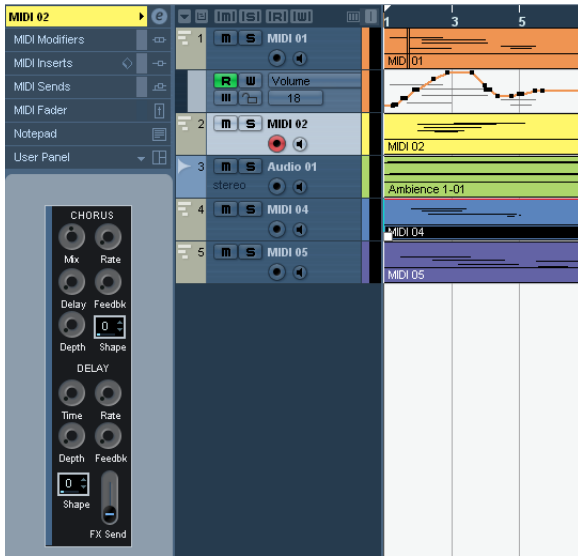 MIDI 02
MIDI Modifiers
MIDI Inserts
MIDI Sends
MIDI Fader
Notepad
User Panel
CHORUS
Mix Rate
Delay Feedbk
0
Depth Shape
DELAY
Time Rate
Depth Feedbk
0
Shape
FX Send
M S R W
1 m S MIDI 01
R W Volume
18
2 m S MIDI 02
3 m S Audio 01
stereo
4 m S MIDI 04
5 m S MIDI 05
1 3 5
MIDI 01
MIDI 02
Ambience 1-01
MIDI 04
MIDI 05